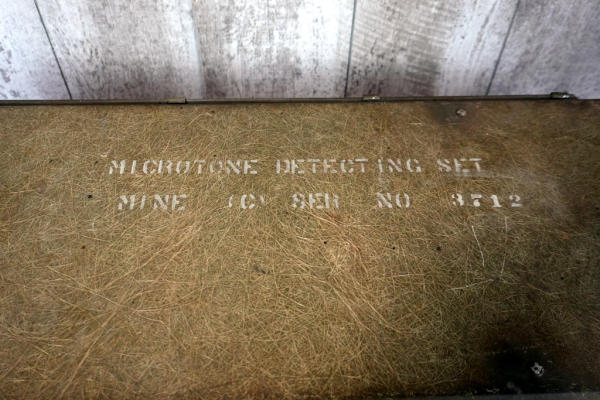 MICROTONE DETECTING SET
MINE (C) SER NO 3712